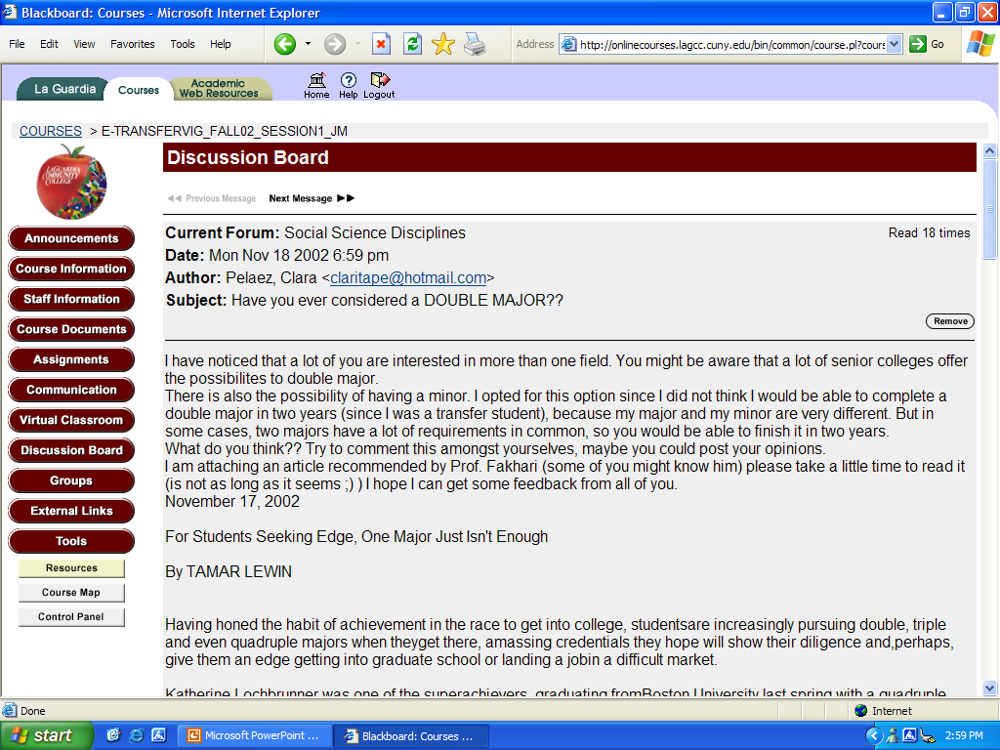 Blackboard: Courses - Microsoft Internet Explorer
File Edit View Favorites Tools Help
Address http://onlinecourses.lagcc.cuny.edu/bin/common/course.pl?cours Go
La Guardia Courses Academic Web Resources Home Help Logout
COURSES > E-TRANSFERVIG_FALL02_SESSION1_JM
LAGUARDIA COMMUNITY COLLEGE
Announcements
Course Information
Staff Information
Course Documents
Assignments
Communication
Virtual Classroom
Discussion Board
Groups
External Links
Tools
Resources
Course Map
Control Panel
Discussion Board
Previous Message Next Message
Current Forum: Social Science Disciplines Read 18 times
Date: Mon Nov 18 2002 6:59 pm
Author: Pelaez, Clara <claritape@hotmail.com>
Subject: Have you ever considered a DOUBLE MAJOR??
Remove
I have noticed that a lot of you are interested in more than one field. You might be aware that a lot of senior colleges offer
the possibilites to double major.
There is also the possibility of having a minor. I opted for this option since I did not think I would be able to complete a
double major in two years (since I was a transfer student), because my major and my minor are very different. But in
some cases, two majors have a lot of requirements in common, so you would be able to finish it in two years.
What do you think?? Try to comment this amongst yourselves, maybe you could post your opinions.
I am attaching an article recommended by Prof. Fakhari (some of you might know him) please take a little time to read it
(is not as long as it seems ;) ) I hope I can get some feedback from all of you.
November 17, 2002
For Students Seeking Edge, One Major Just Isn't Enough
By TAMAR LEWIN
Having honed the habit of achievement in the race to get into college, studentsare increasingly pursuing double, triple
and even quadruple majors when theyget there, amassing credentials they hope will show their diligence and,perhaps,
give them an edge getting into graduate school or landing a jobin a difficult market.
Katherine Lochbrunner was one of the superachievers, graduating fromBoston University last spring with a quadruple
Done Internet
start Microsoft PowerPoint ... Blackboard: Courses ... 2:59 PM